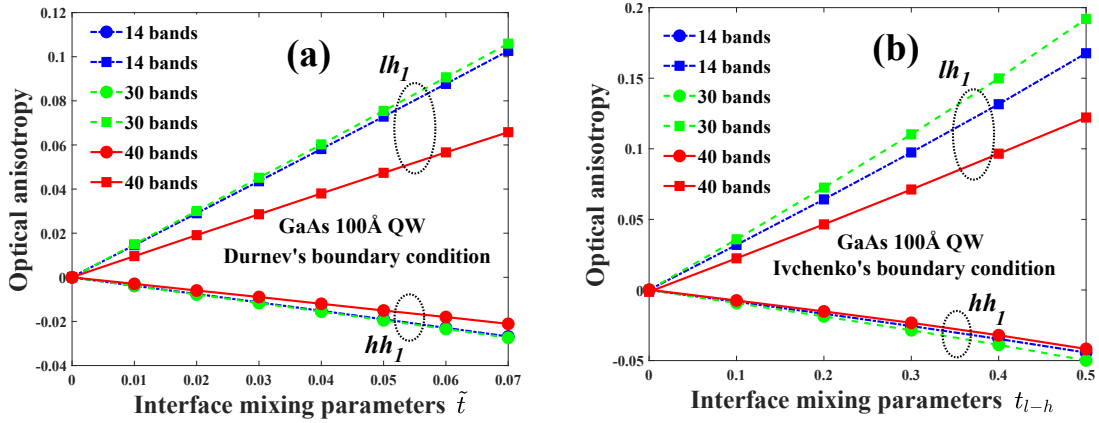 Optical anisotropy
0.12
0.1
0.08
0.06
0.04
0.02
0
-0.02
-0.04
14 bands
14 bands
30 bands
30 bands
40 bands
40 bands
(a)
lh1
GaAs 100Å QW
Durnev's boundary condition
hh1
0 0.01 0.02 0.03 0.04 0.05 0.06 0.07
Interface mixing parameters t̃
Optical anisotropy
0.2
0.15
0.1
0.05
0
-0.05
14 bands
14 bands
30 bands
30 bands
40 bands
40 bands
(b)
lh1
GaAs 100Å QW
Ivchenko's boundary condition
hh1
0 0.1 0.2 0.3 0.4 0.5
Interface mixing parameters tl−h